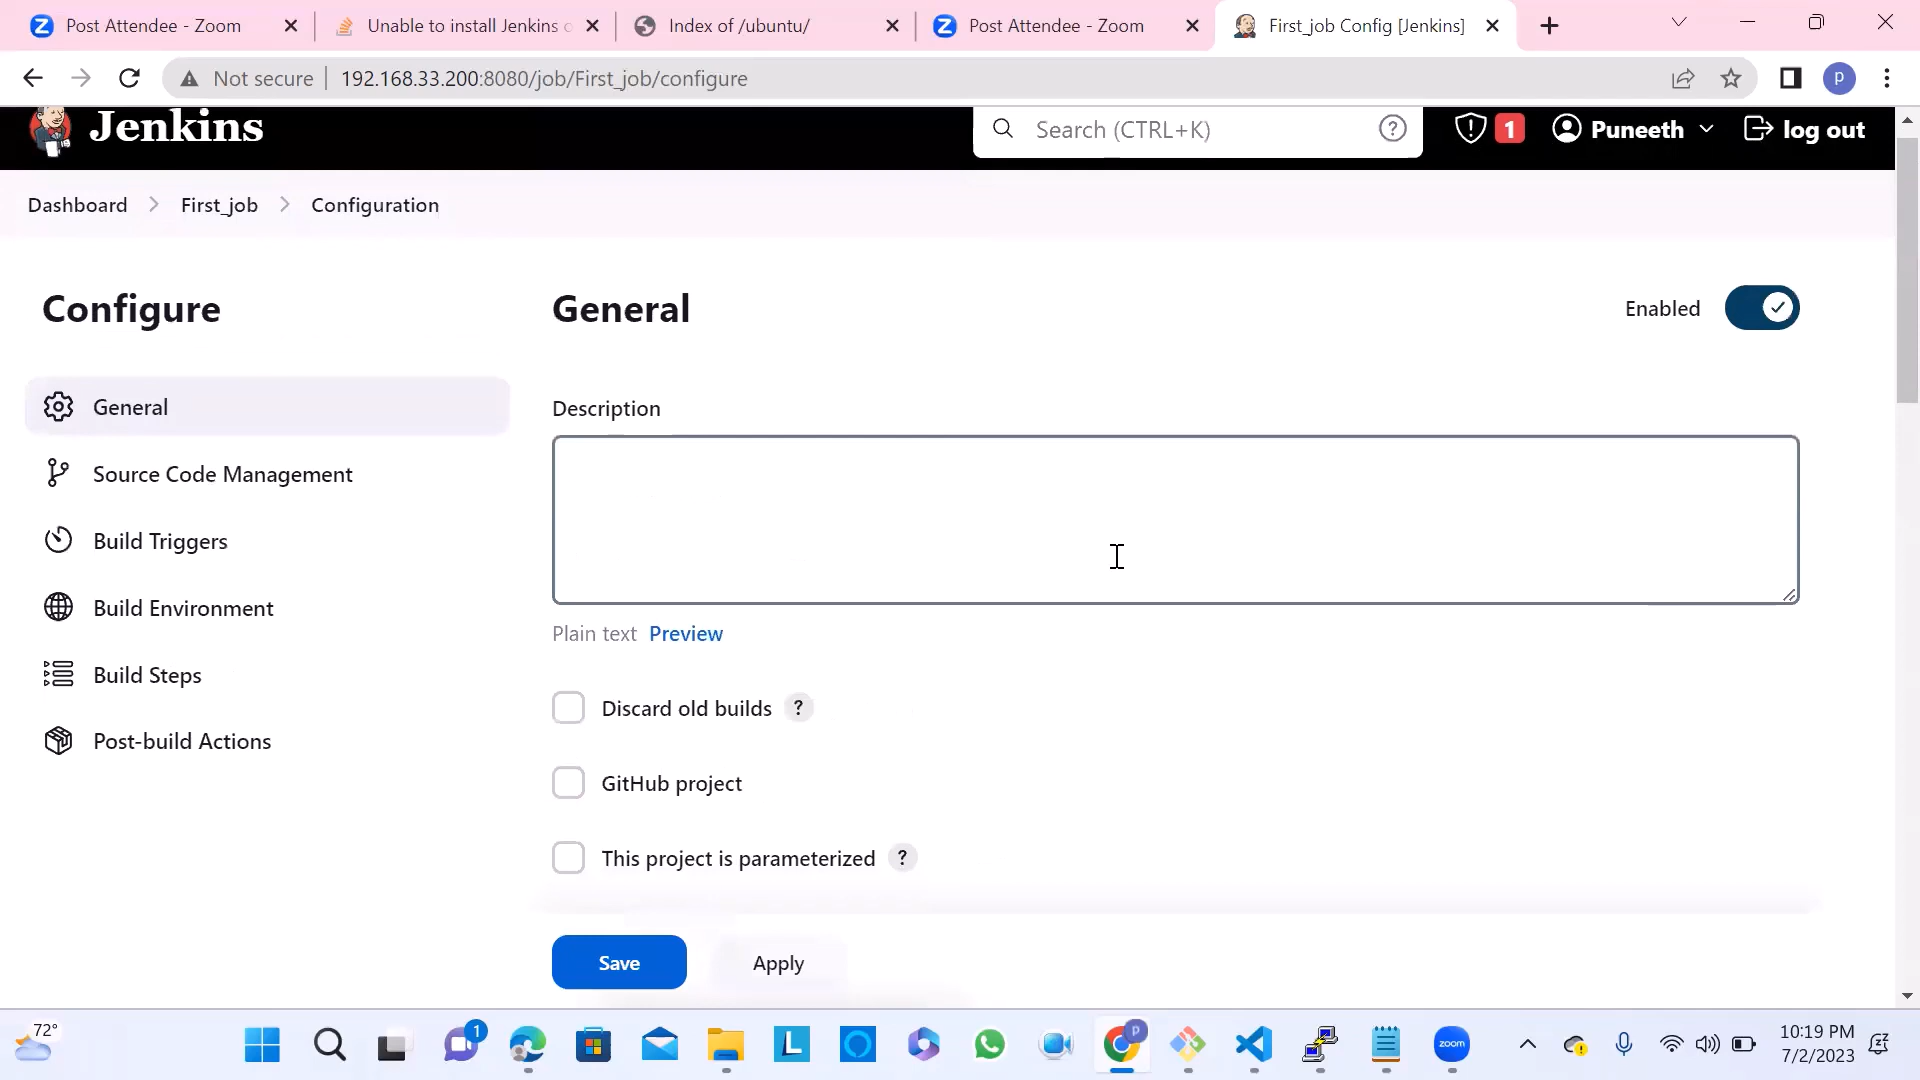 Post Attendee - Zoom
Unable to install Jenkins o
Index of /ubuntu/
Post Attendee - Zoom
First_job Config [Jenkins]
Not secure
192.168.33.200:8080/job/First_job/configure
P
Jenkins
Search (CTRL+K)
?
1
Puneeth
log out
Dashboard
First_job
Configuration
Configure
General
Enabled
General
Source Code Management
Build Triggers
Build Environment
Build Steps
Post-build Actions
Description
Plain text Preview
Discard old builds ?
GitHub project
This project is parameterized ?
Save
Apply
72°
1
L
P
zoom
10:19 PM
7/2/2023